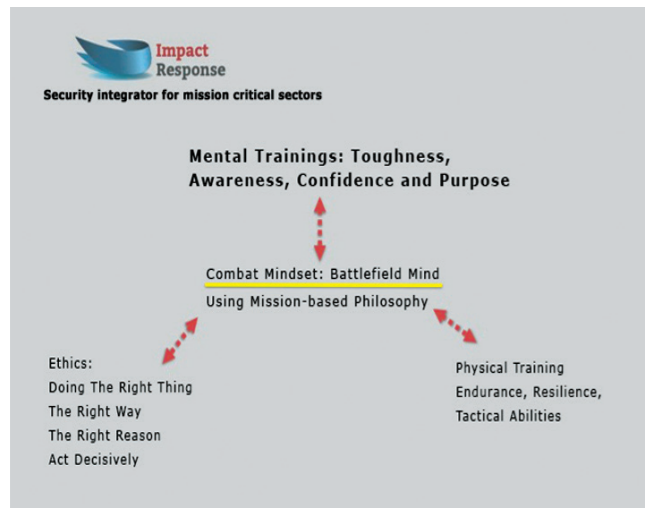 Impact
Response
Security integrator for mission critical sectors
Mental Trainings: Toughness,
Awareness, Confidence and Purpose
Combat Mindset: Battlefield Mind
Using Mission-based Philosophy
Ethics:
Doing The Right Thing
The Right Way
The Right Reason
Act Decisively
Physical Training
Endurance, Resilience,
Tactical Abilities